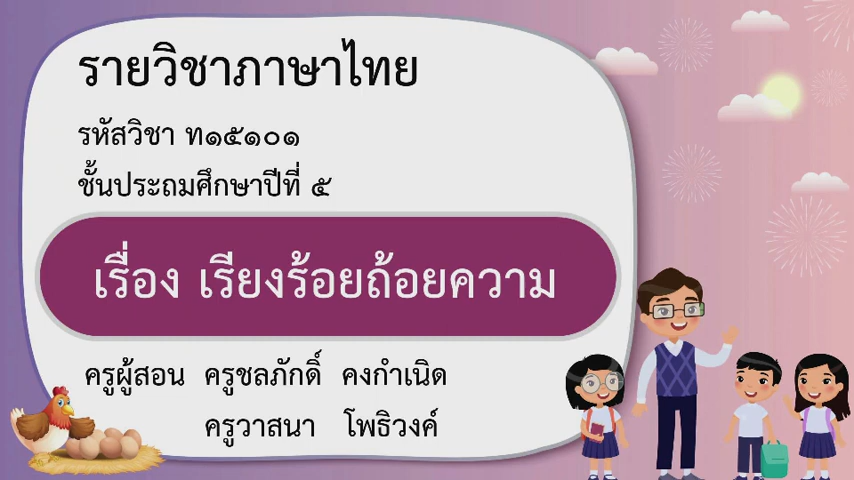 รายวิชาภาษาไทย
รหัสวิชา ท๑๕๑๐๑
ชั้นประถมศึกษาปีที่ ๕
เรื่อง เรียงร้อยถ้อยความ
ครูผู้สอน ครูชลภักดิ์ คงกำเนิด
ครูวาสนา โพธิวงค์